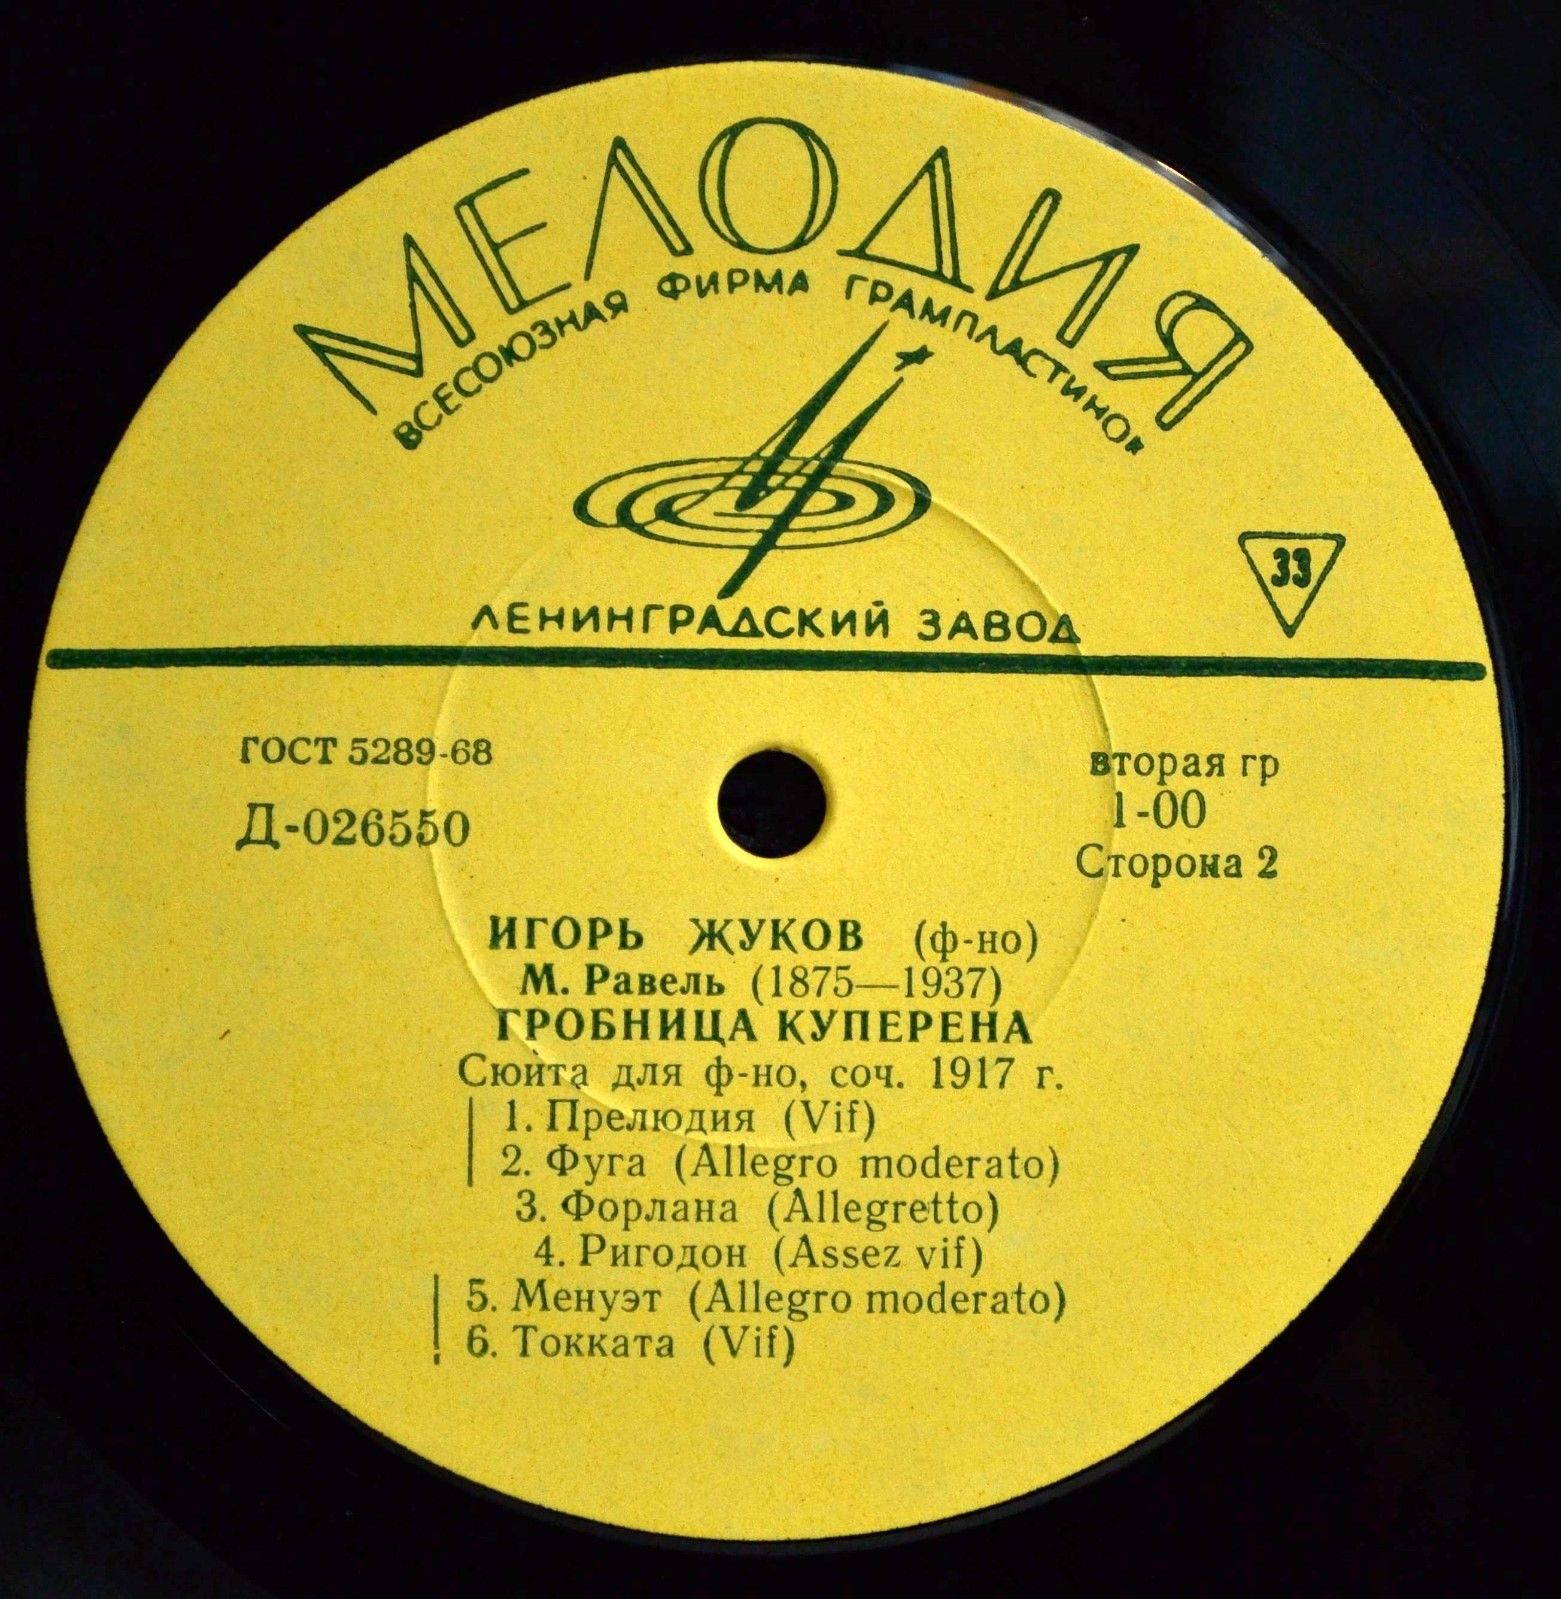 МЕЛОДИЯ
ВСЕСОЮЗНАЯ ФИРМА ГРАМПЛАСТИНОК
33
ЛЕНИНГРАДСКИЙ ЗАВОД
ГОСТ 5289-68
Д-026550
вторая гр
1-00
Сторона 2
ИГОРЬ ЖУКОВ (ф-но)
М. Равель (1875—1937)
ГРОБНИЦА КУПЕРЕНА
Сюита для ф-но, соч. 1917 г.
1. Прелюдия (Vif)
2. Фуга (Allegro moderato)
3. Форлана (Allegretto)
4. Ригодон (Assez vif)
5. Менуэт (Allegro moderato)
6. Токката (Vif)